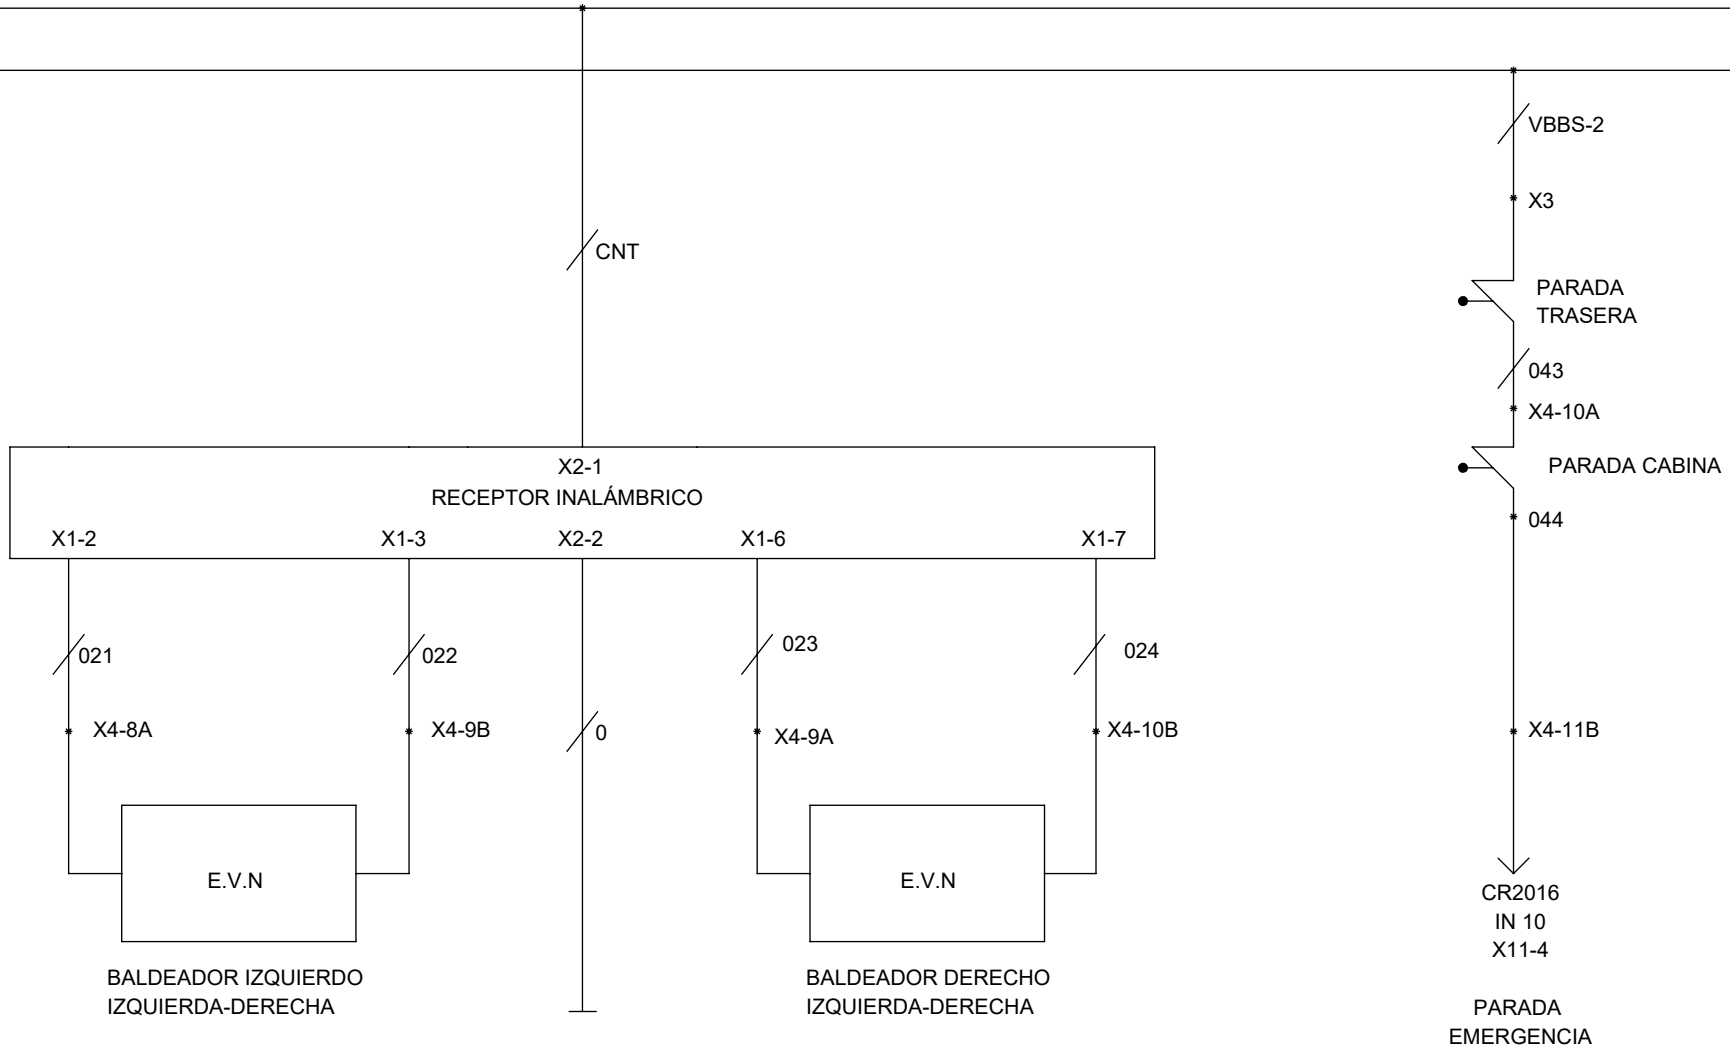 VBBS-2
X3
CNT
PARADA
TRASERA
043
X4-10A
PARADA CABINA
044
X2-1
RECEPTOR INALÁMBRICO
X1-2
X1-3
X2-2
X1-6
X1-7
021
022
023
024
X4-8A
X4-9B
0
X4-9A
X4-10B
X4-11B
E.V.N
E.V.N
CR2016
IN 10
X11-4
BALDEADOR IZQUIERDO
IZQUIERDA-DERECHA
BALDEADOR DERECHO
IZQUIERDA-DERECHA
PARADA
EMERGENCIA